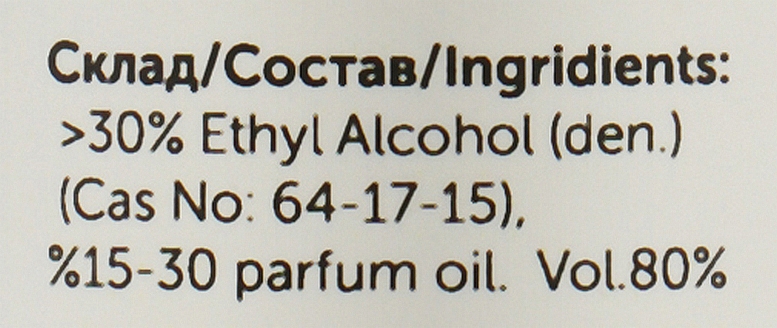 Склад/Состав/Ingridients:
>30% Ethyl Alcohol (den.)
(Cas No: 64-17-15),
%15-30 parfum oil. Vol.80%